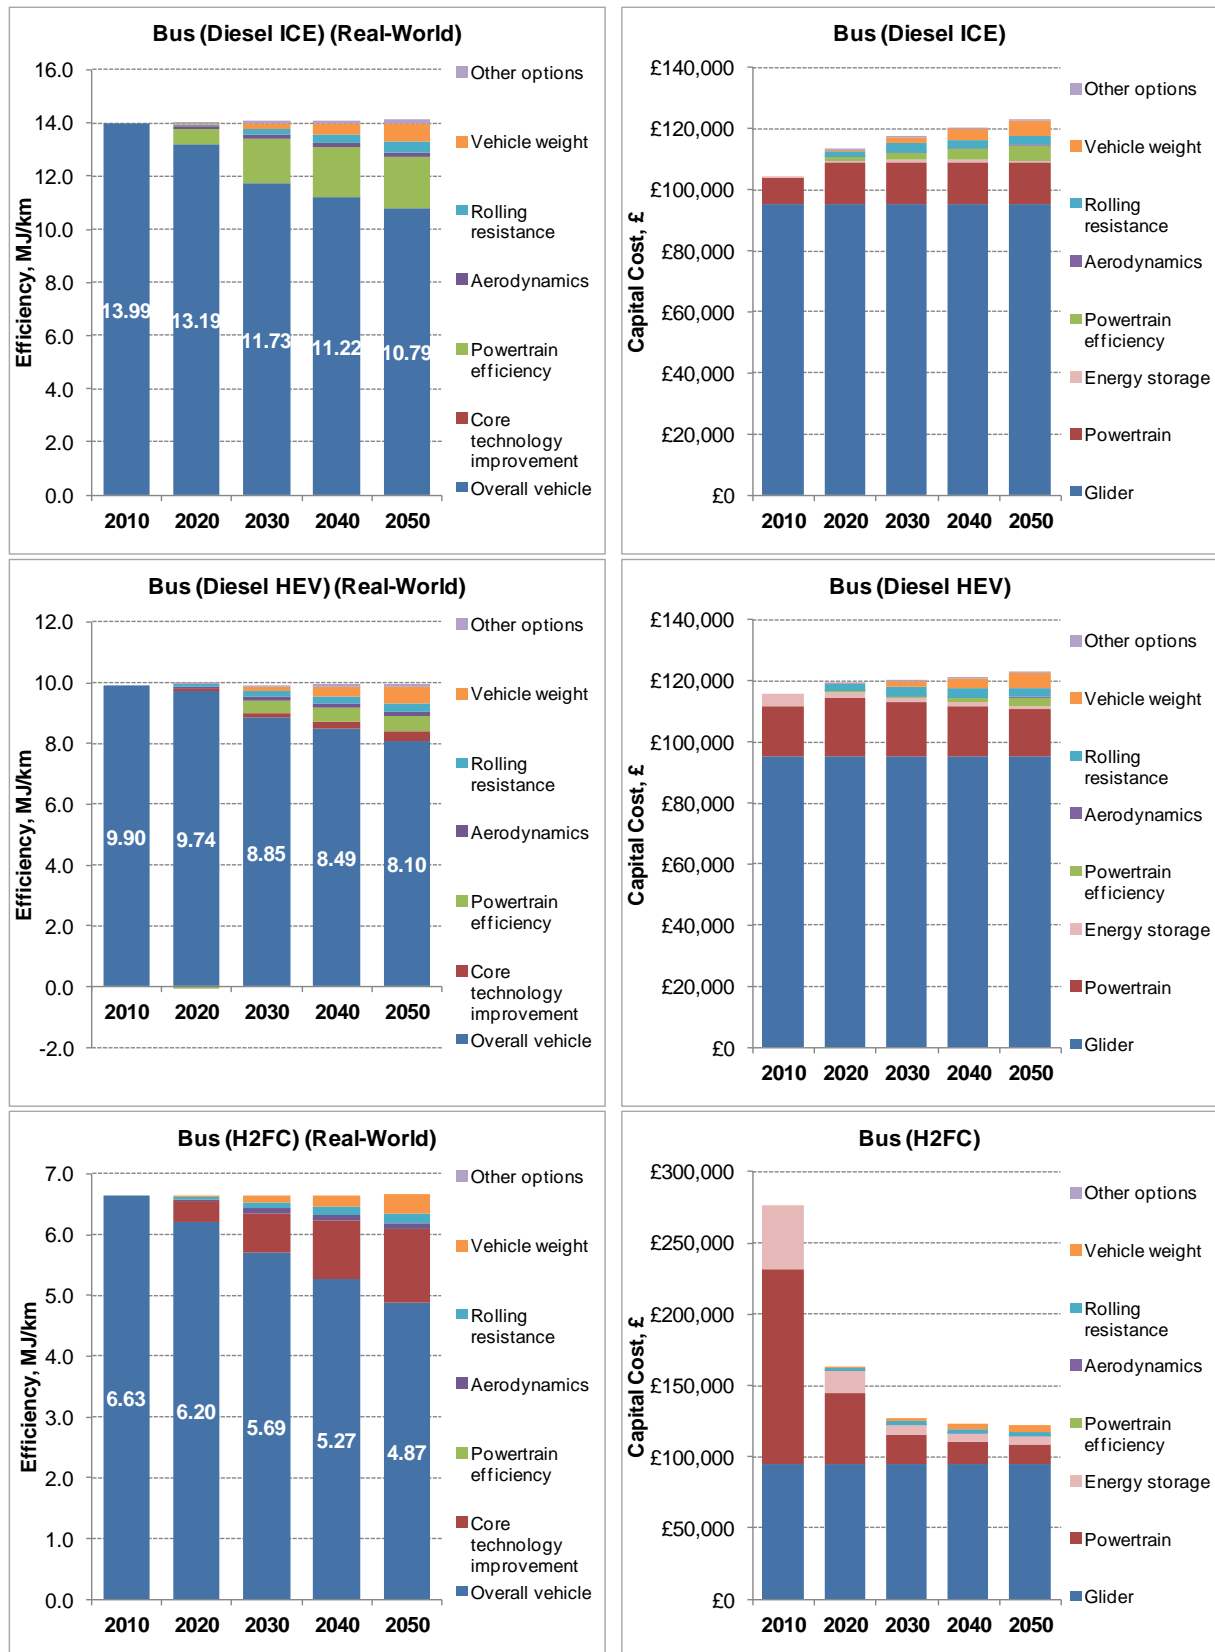 Bus (Diesel ICE) (Real-World)
Efficiency, MJ/km
16.0
14.0
12.0
10.0
8.0
6.0
4.0
2.0
0.0
13.99
13.19
11.73
11.22
10.79
2010 2020 2030 2040 2050
Other options
Vehicle weight
Rolling
resistance
Aerodynamics
Powertrain
efficiency
Core
technology
improvement
Overall vehicle
Bus (Diesel ICE)
Capital Cost, £
£140,000
£120,000
£100,000
£80,000
£60,000
£40,000
£20,000
£0
2010 2020 2030 2040 2050
Other options
Vehicle weight
Rolling
resistance
Aerodynamics
Powertrain
efficiency
Energy storage
Powertrain
Glider
Bus (Diesel HEV) (Real-World)
Efficiency, MJ/km
12.0
10.0
8.0
6.0
4.0
2.0
0.0
-2.0
9.90
9.74
8.85
8.49
8.10
2010 2020 2030 2040 2050
Other options
Vehicle weight
Rolling
resistance
Aerodynamics
Powertrain
efficiency
Core
technology
improvement
Overall vehicle
Bus (Diesel HEV)
Capital Cost, £
£140,000
£120,000
£100,000
£80,000
£60,000
£40,000
£20,000
£0
2010 2020 2030 2040 2050
Other options
Vehicle weight
Rolling
resistance
Aerodynamics
Powertrain
efficiency
Energy storage
Powertrain
Glider
Bus (H2FC) (Real-World)
Efficiency, MJ/km
7.0
6.0
5.0
4.0
3.0
2.0
1.0
0.0
6.63
6.20
5.69
5.27
4.87
2010 2020 2030 2040 2050
Other options
Vehicle weight
Rolling
resistance
Aerodynamics
Powertrain
efficiency
Core
technology
improvement
Overall vehicle
Bus (H2FC)
Capital Cost, £
£300,000
£250,000
£200,000
£150,000
£100,000
£50,000
£0
2010 2020 2030 2040 2050
Other options
Vehicle weight
Rolling
resistance
Aerodynamics
Powertrain
efficiency
Energy storage
Powertrain
Glider